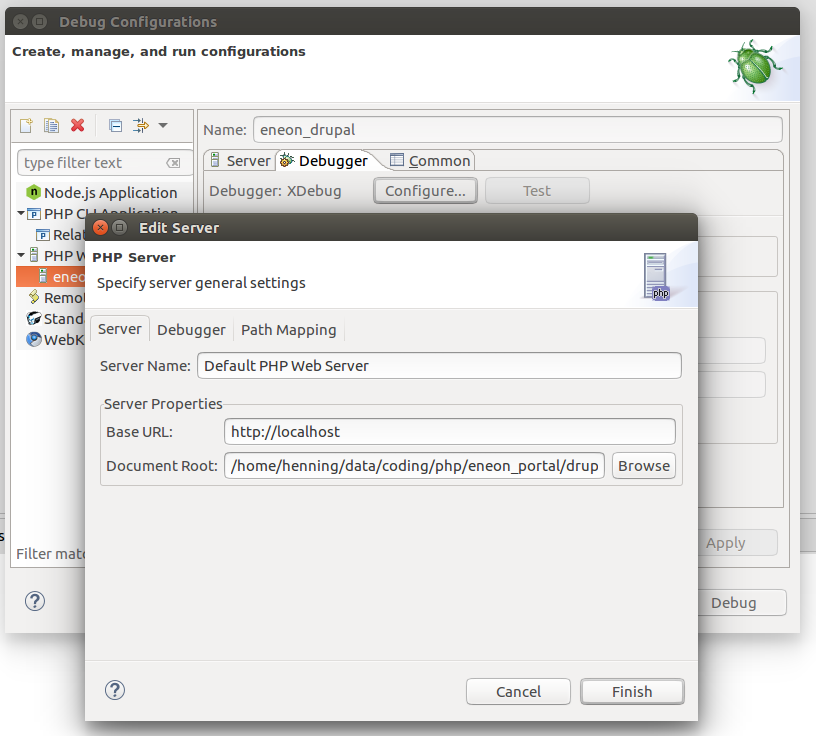 Debug Configurations
Create, manage, and run configurations
Name: eneon_drupal
type filter text
Server Debugger Common
Debugger: XDebug Configure... Test
Node.js Application
PHP CLI Application
Rela
PHP W
eneo
Remo
Stand
WebK
Filter matc
Edit Server
PHP Server
Specify server general settings
php
Server Debugger Path Mapping
Server Name: Default PHP Web Server
Server Properties
Base URL: http://localhost
Document Root: /home/henning/data/coding/php/eneon_portal/drup Browse
Apply
Debug
Cancel Finish